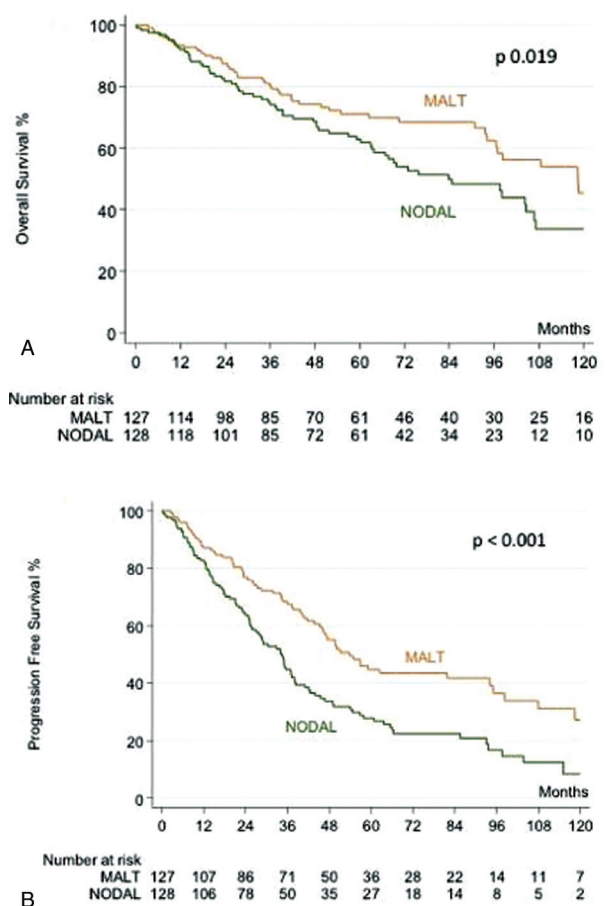 100
80
60
40
20
0
Overall Survival %
p 0.019
MALT
NODAL
Months
A
0 12 24 36 48 60 72 84 96 108 120
Number at risk
MALT 127 114 98 85 70 61 46 40 30 25 16
NODAL 128 118 101 85 72 61 42 34 23 12 10
100
80
60
40
20
0
Progression Free Survival %
p < 0.001
MALT
NODAL
Months
0 12 24 36 48 60 72 84 96 108 120
Number at risk
MALT 127 107 86 71 50 36 28 22 14 11 7
NODAL 128 106 78 50 35 27 18 14 8 5 2
B